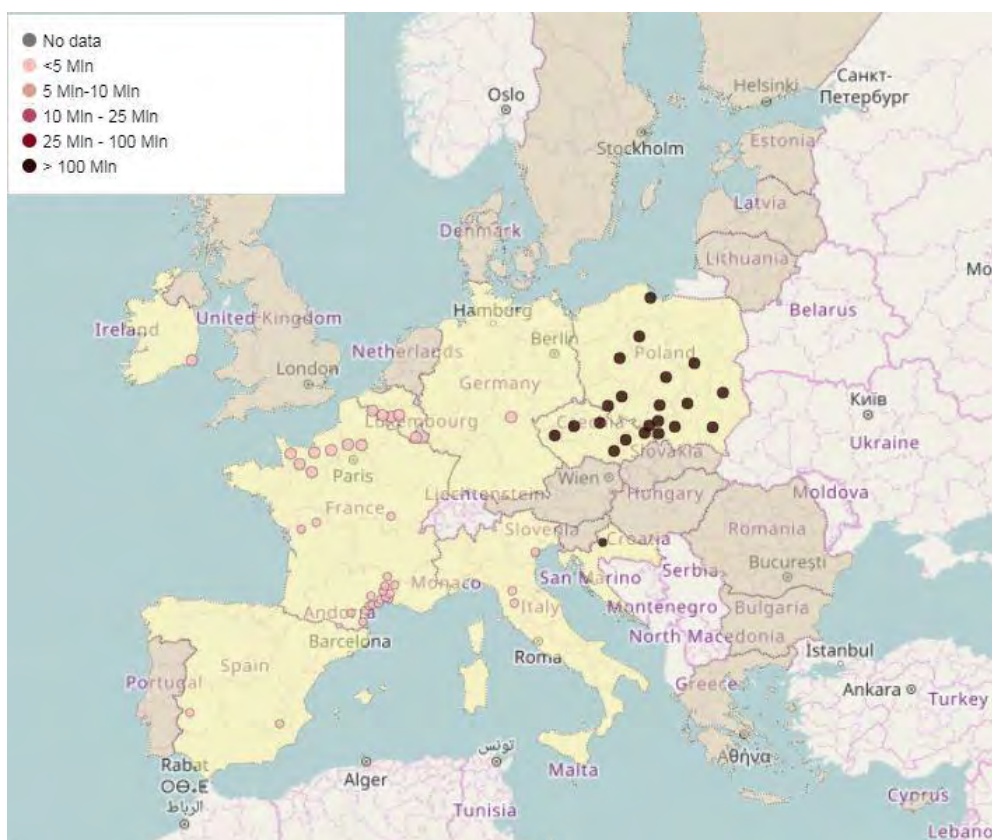 No data
<5 Mln
5 Mln-10 Mln
10 Mln - 25 Mln
25 Mln - 100 Mln
> 100 Mln
Oslo
Helsinki
Санкт-
Петербург
Stockholm
Estonia
Latvia
Denmark
Lithuania
Hamburg
Belarus
Ireland
United Kingdom
Netherlands
Berlin
Poland
London
Germany
Київ
Luxembourg
Czechia
Ukraine
Paris
Slovakia
Wien
Liechtenstein
Hungary
Moldova
France
Slovenia
Croatia
Romania
Monaco
San Marino
Serbia
București
Andorra
Italy
Montenegro
Bulgaria
Barcelona
North Macedonia
Roma
Istanbul
Spain
Portugal
Greece
Ankara
Turkey
Rabat
ⵔⴱⴰⵟ
الرباط
Alger
تونس
Malta
Αθήνα
Tunisia
Cyprus